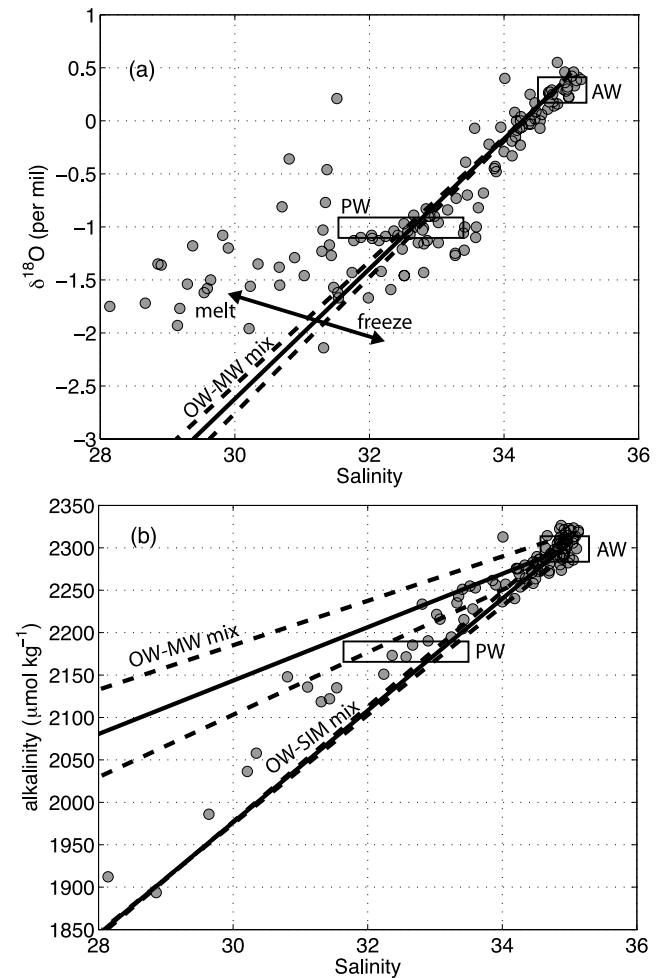 1
0.5
0
−0.5
−1
−1.5
−2
−2.5
−3
δ18O (per mil)
(a)
AW
PW
melt
freeze
OW-MW mix
28 30 32 34 36
Salinity
2350
2300
2250
2200
2150
2100
2050
2000
1950
1900
1850
alkalinity (μmol kg⁻¹)
(b)
AW
OW-MW mix
PW
OW-SIM mix
28 30 32 34 36
Salinity